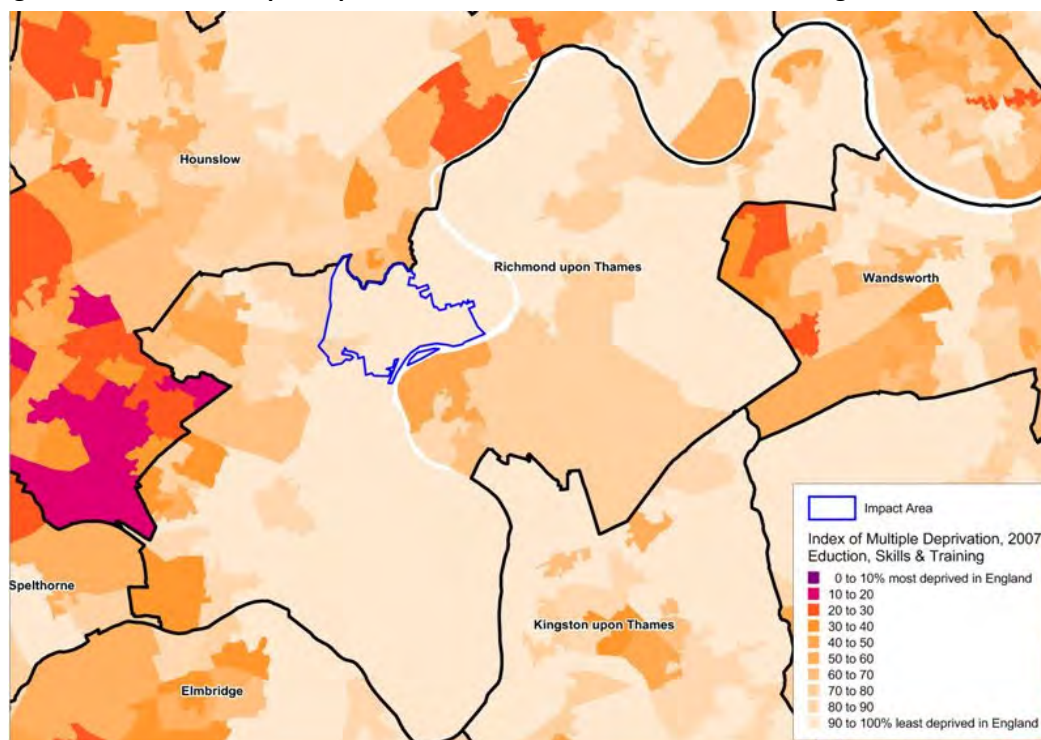 Hounslow
Richmond upon Thames
Wandsworth
Spelthorne
Kingston upon Thames
Elmbridge
Impact Area
Index of Multiple Deprivation, 2007
Eduction, Skills & Training
0 to 10% most deprived in England
10 to 20
20 to 30
30 to 40
40 to 50
50 to 60
60 to 70
70 to 80
80 to 90
90 to 100% least deprived in England